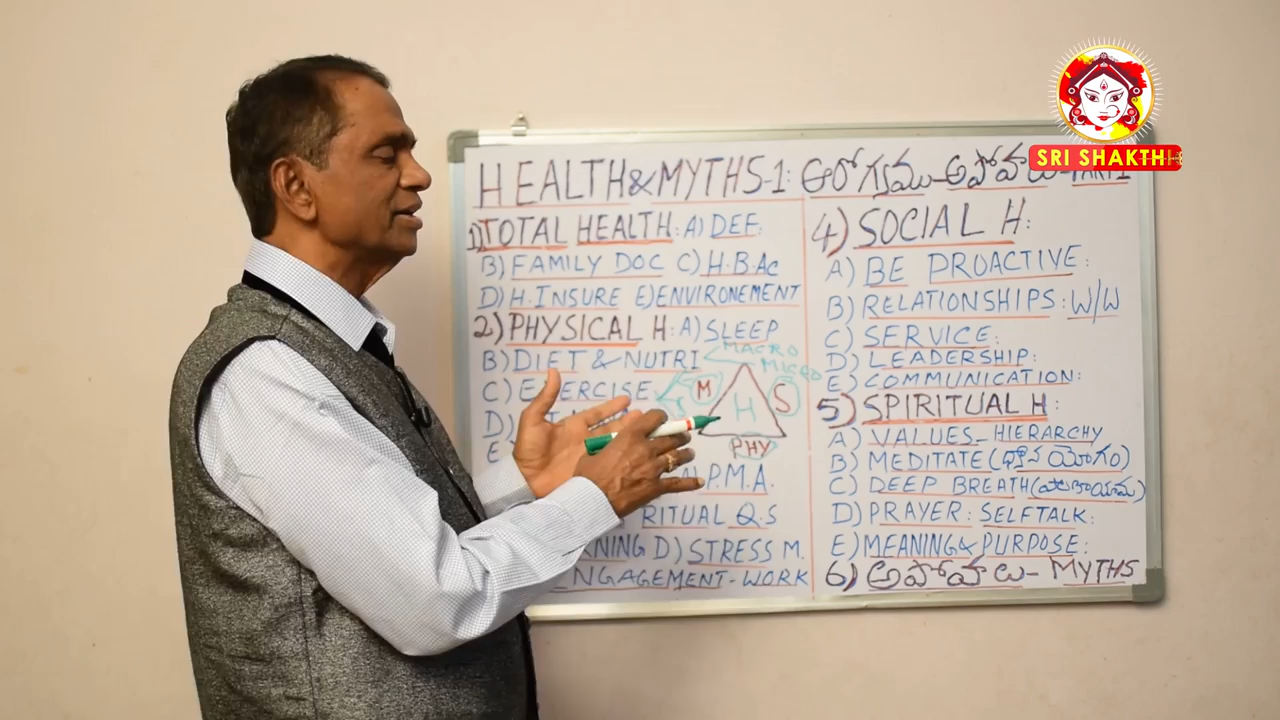 HEALTH & MYTHS-1: ఆరోగ్యము - అపోహలు - PART 1
1) TOTAL HEALTH: A) DEF:
B) FAMILY DOC C) H.B.Ac
D) H.INSURE E) ENVIRONEMENT
2) PHYSICAL H: A) SLEEP
B) DIET & NUTRI
MACRO
MICRO
C) EXERCISE
D)
E
M
H
S
PHY
P.M.A.
RITUAL Q.S
RNING D) STRESS M.
ENGAGEMENT - WORK
4) SOCIAL H:
A) BE PROACTIVE:
B) RELATIONSHIPS: W/W
C) SERVICE:
D) LEADERSHIP:
E) COMMUNICATION:
5) SPIRITUAL H:
A) VALUES - HIERARCHY
B) MEDITATE (ధ్యాన యోగం)
C) DEEP BREATH
D) PRAYER: SELFTALK:
E) MEANING & PURPOSE:
6) అపోహలు - MYTHS
SRI SHAKTHI